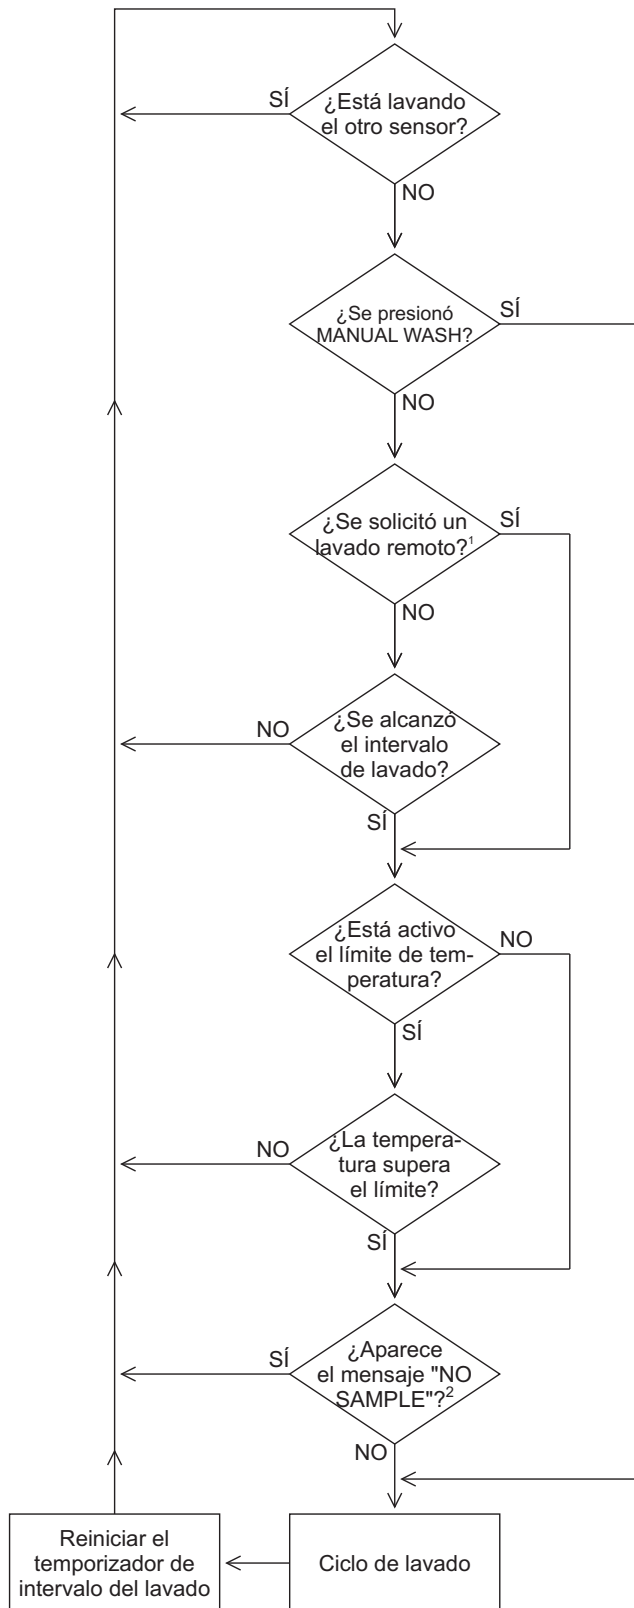 SÍ
¿Está lavando
el otro sensor?
NO
¿Se presionó
MANUAL WASH?
SÍ
NO
¿Se solicitó un
lavado remoto?¹
SÍ
NO
NO
¿Se alcanzó
el intervalo
de lavado?
SÍ
¿Está activo
el límite de tem-
peratura?
NO
SÍ
NO
¿La tempera-
tura supera
el límite?
SÍ
SÍ
¿Aparece
el mensaje "NO
SAMPLE"?²
NO
Reiniciar el
temporizador de
intervalo del lavado
Ciclo de lavado